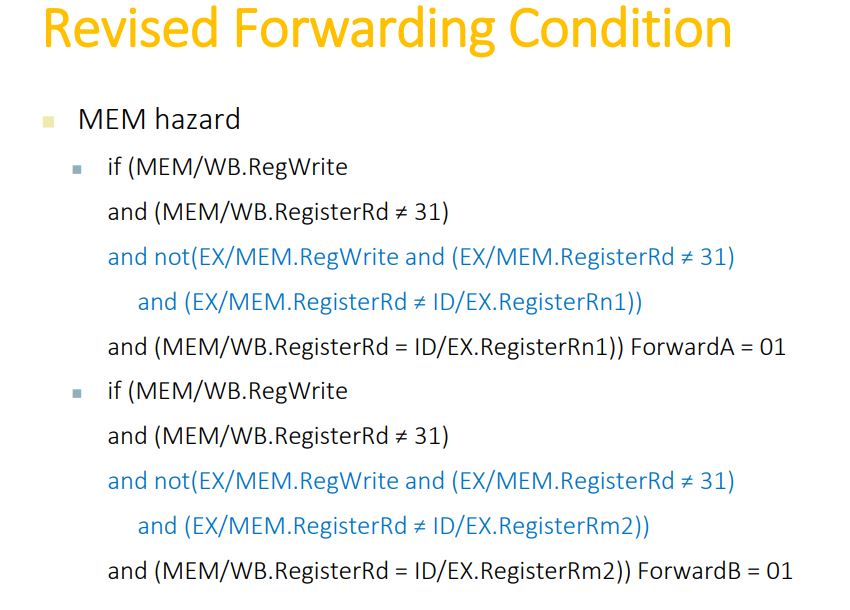 Revised Forwarding Condition
MEM hazard
if (MEM/WB.RegWrite
and (MEM/WB.RegisterRd ≠ 31)
and not(EX/MEM.RegWrite and (EX/MEM.RegisterRd ≠ 31)
and (EX/MEM.RegisterRd ≠ ID/EX.RegisterRn1))
and (MEM/WB.RegisterRd = ID/EX.RegisterRn1)) ForwardA = 01
if (MEM/WB.RegWrite
and (MEM/WB.RegisterRd ≠ 31)
and not(EX/MEM.RegWrite and (EX/MEM.RegisterRd ≠ 31)
and (EX/MEM.RegisterRd ≠ ID/EX.RegisterRm2))
and (MEM/WB.RegisterRd = ID/EX.RegisterRm2)) ForwardB = 01